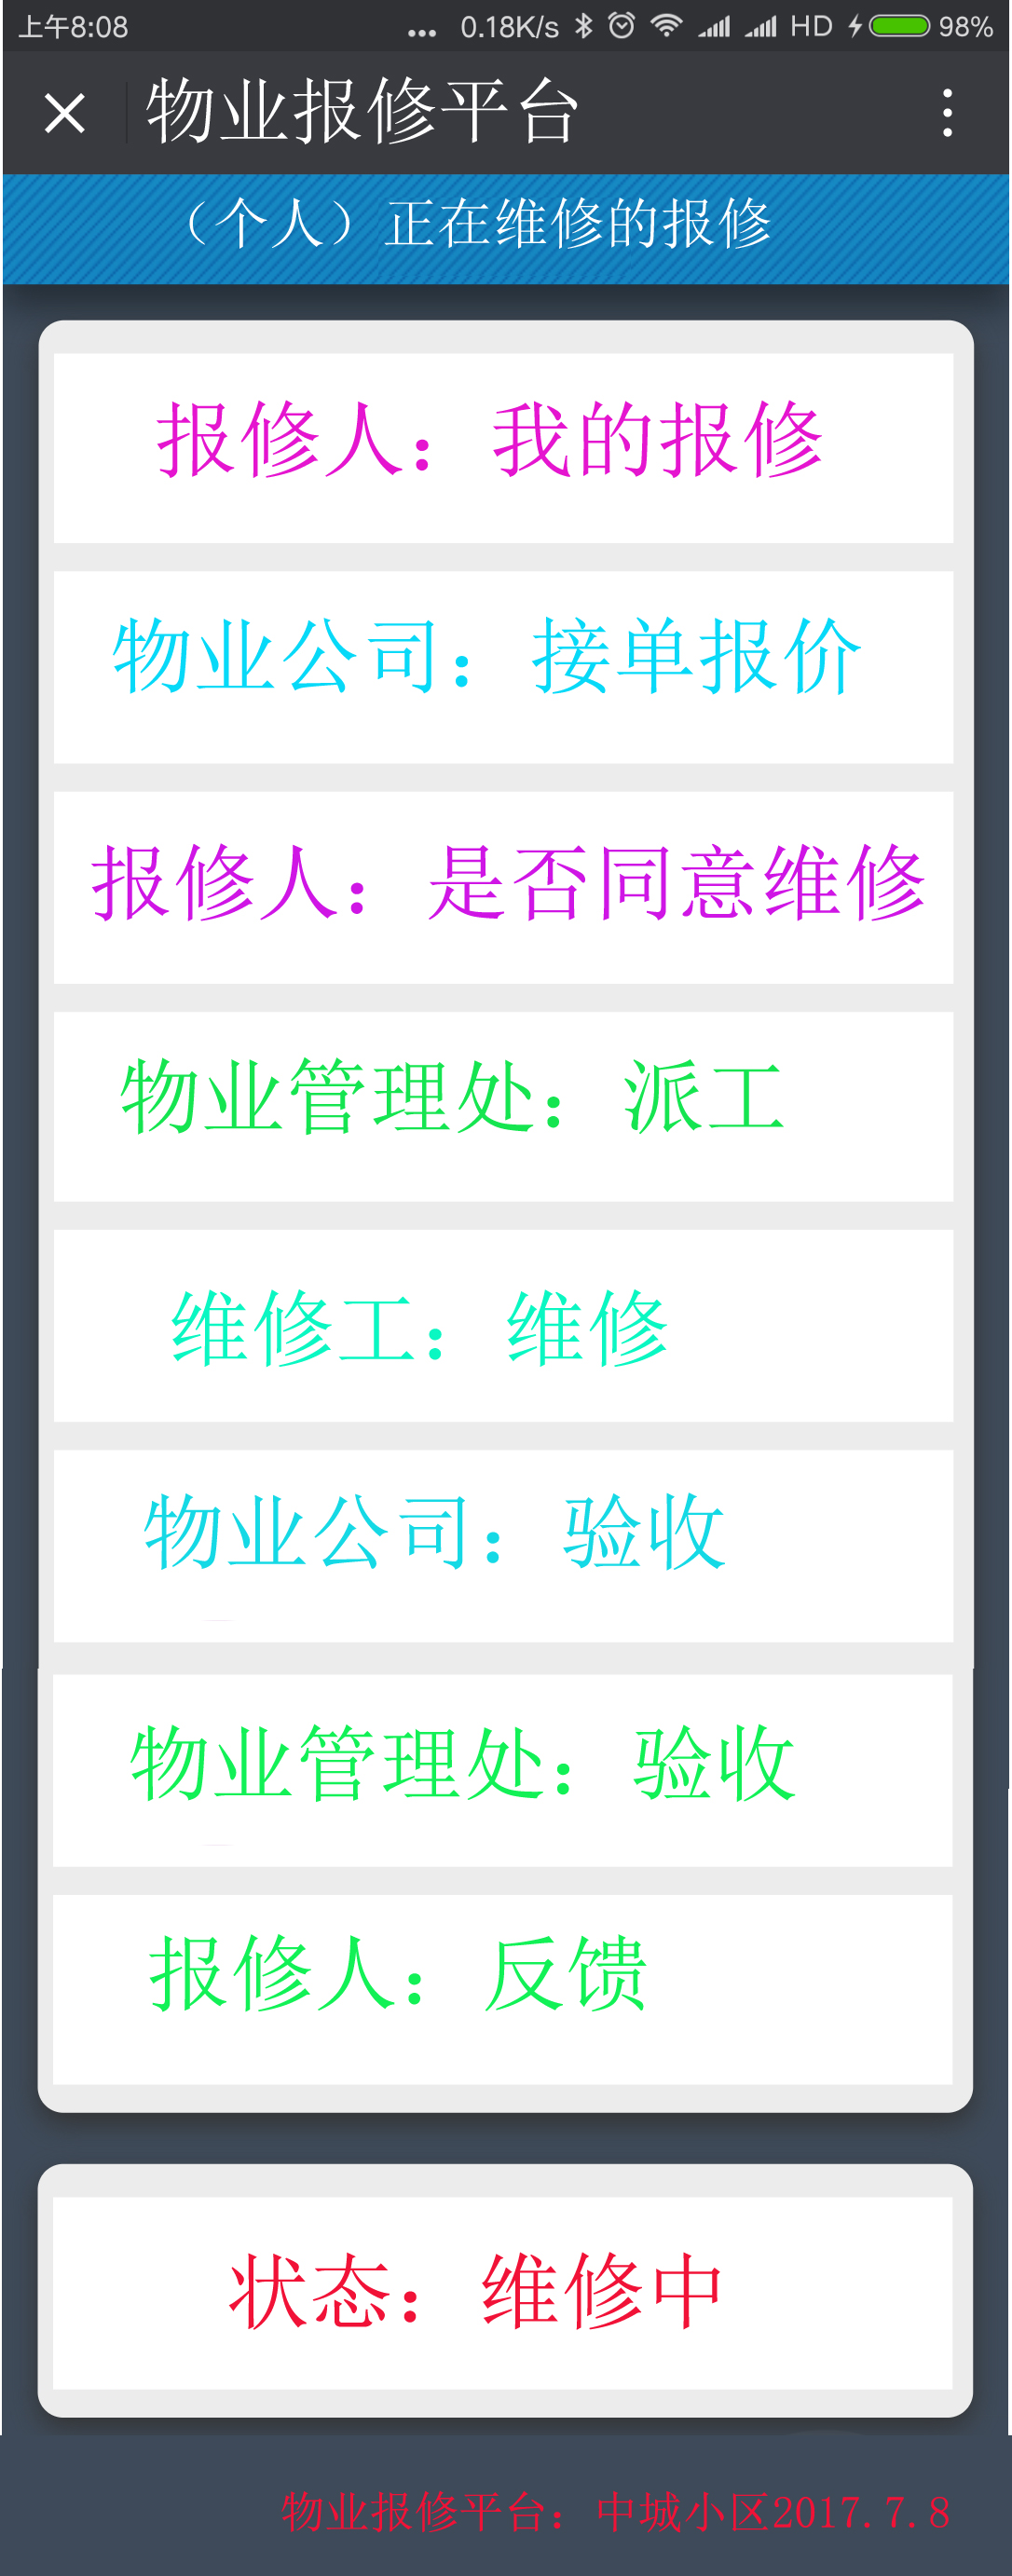 上午8:08 ... 0.18K/s HD 98%
物业报修平台
（个人）正在维修的报修
报修人：我的报修
物业公司：接单报价
报修人：是否同意维修
物业管理处：派工
维修工：维修
物业公司：验收
物业管理处：验收
报修人：反馈
状态：维修中
物业报修平台：中城小区2017.7.8